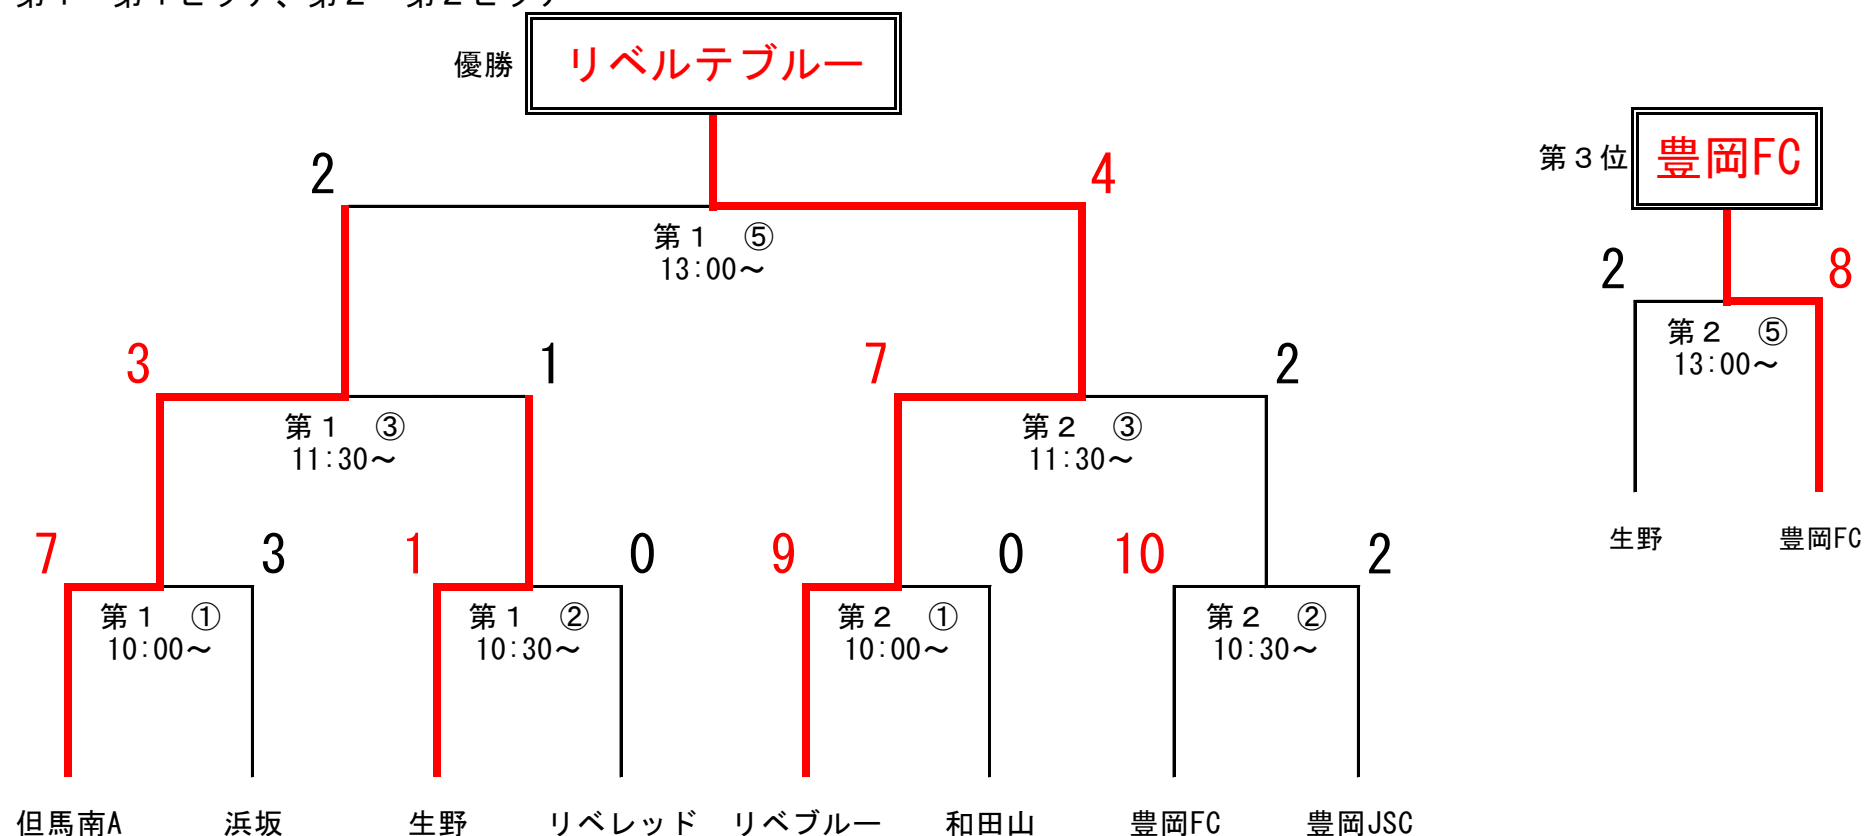 優勝 リベルテブルー
第３位 豊岡FC
2 4
第１ ⑤
13:00～
2 8
第２ ⑤
13:00～
3 1 7 2
第１ ③ 第２ ③
11:30～ 11:30～
生野 豊岡FC
7 3 1 0 9 0 10 2
第１ ① 第１ ② 第２ ① 第２ ②
10:00～ 10:30～ 10:00～ 10:30～
但馬南A 浜坂 生野 リベレッド リベブルー 和田山 豊岡FC 豊岡JSC